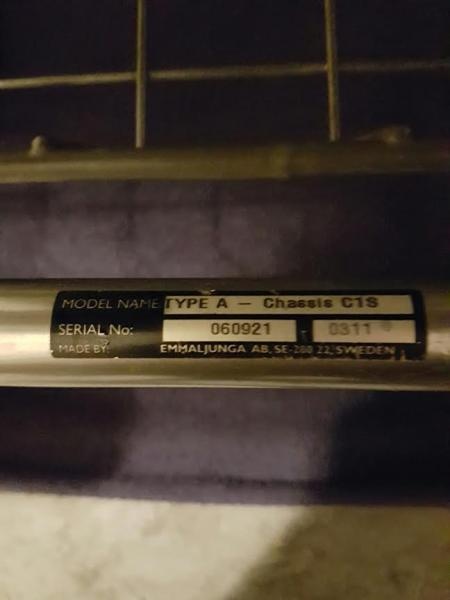 MODEL NAME TYPE A - Chassis C1S
SERIAL No: 060921 0311
MADE BY: EMMALJUNGA AB, SE-280 22, SWEDEN